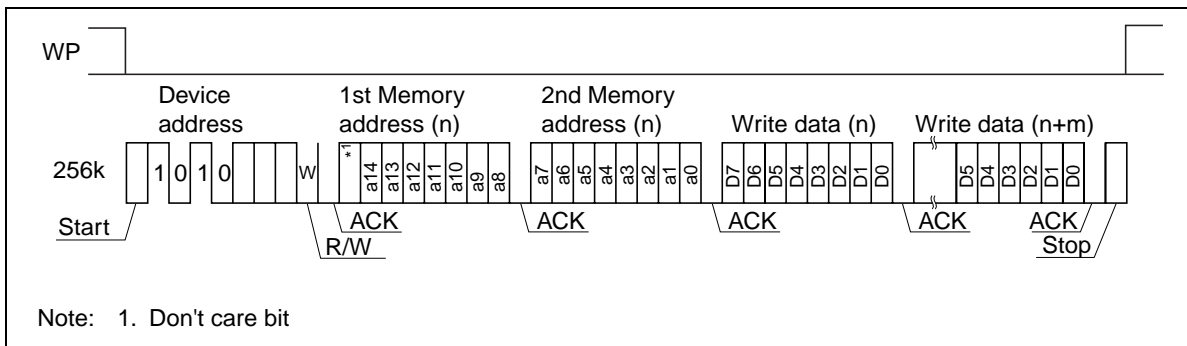 WP
Device address
1st Memory address (n)
2nd Memory address (n)
Write data (n)
Write data (n+m)
256k
1 0 1 0
W
*1 a14 a13 a12 a11 a10 a9 a8
a7 a6 a5 a4 a3 a2 a1 a0
D7 D6 D5 D4 D3 D2 D1 D0
D5 D4 D3 D2 D1 D0
Start
R/W
ACK
ACK
ACK
ACK
ACK
Stop
Note: 1. Don't care bit